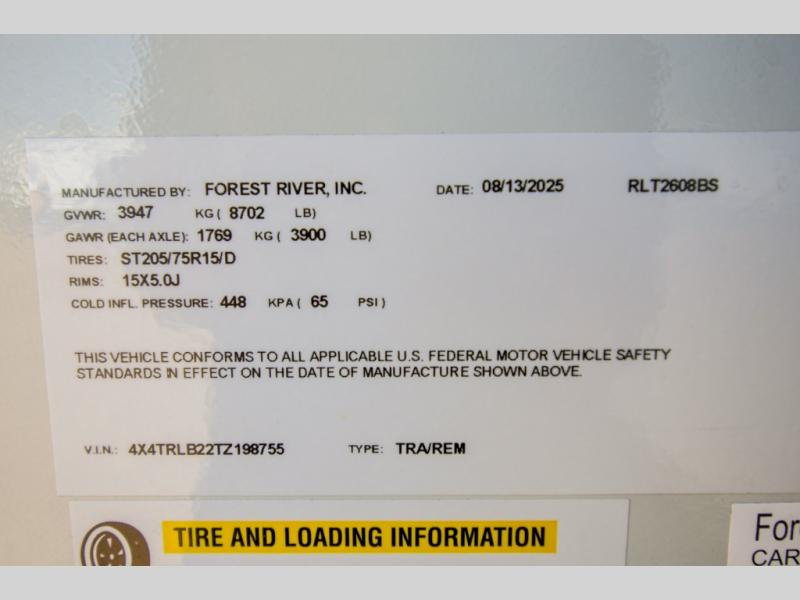 MANUFACTURED BY: FOREST RIVER, INC. DATE: 08/13/2025 RLT2608BS
GVWR: 3947 KG ( 8702 LB)
GAWR (EACH AXLE): 1769 KG ( 3900 LB)
TIRES: ST205/75R15/D
RIMS: 15X5.0J
COLD INFL. PRESSURE: 448 KPA ( 65 PSI )
THIS VEHICLE CONFORMS TO ALL APPLICABLE U.S. FEDERAL MOTOR VEHICLE SAFETY
STANDARDS IN EFFECT ON THE DATE OF MANUFACTURE SHOWN ABOVE.
V.I.N.: 4X4TRLB22TZ198755 TYPE: TRA/REM
TIRE AND LOADING INFORMATION